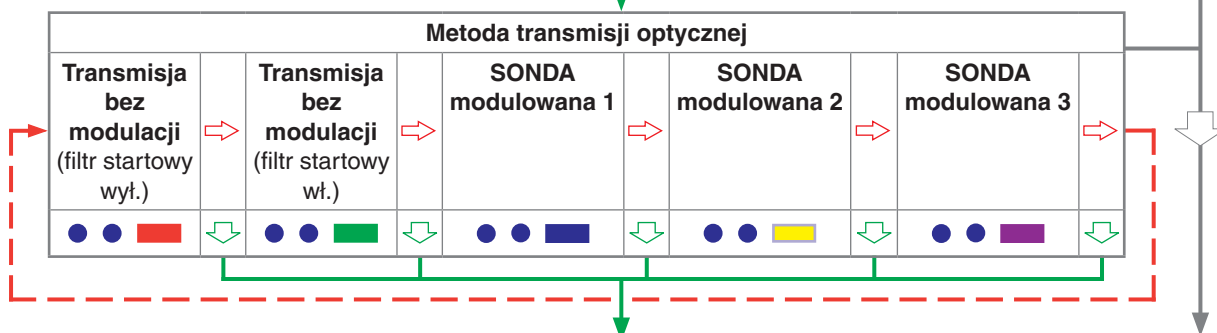 Metoda transmisji optycznej
Transmisja
bez
modulacji
(filtr startowy
wył.)
Transmisja
bez
modulacji
(filtr startowy
wł.)
SONDA
modulowana 1
SONDA
modulowana 2
SONDA
modulowana 3